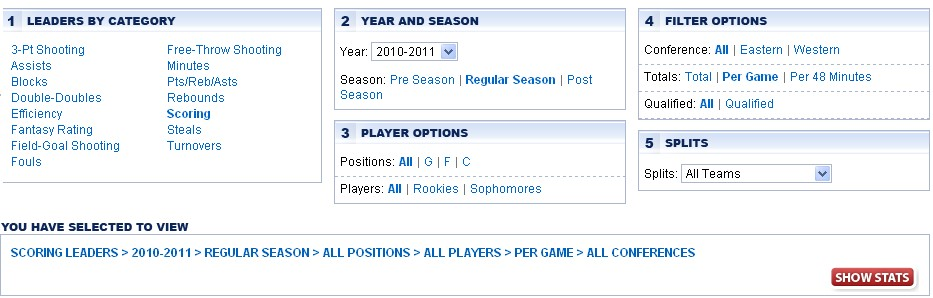 1 LEADERS BY CATEGORY
3-Pt Shooting
Assists
Blocks
Double-Doubles
Efficiency
Fantasy Rating
Field-Goal Shooting
Fouls
Free-Throw Shooting
Minutes
Pts/Reb/Asts
Rebounds
Scoring
Steals
Turnovers
2 YEAR AND SEASON
Year: 2010-2011
Season: Pre Season | Regular Season | Post
Season
3 PLAYER OPTIONS
Positions: All | G | F | C
Players: All | Rookies | Sophomores
4 FILTER OPTIONS
Conference: All | Eastern | Western
Totals: Total | Per Game | Per 48 Minutes
Qualified: All | Qualified
5 SPLITS
Splits: All Teams
YOU HAVE SELECTED TO VIEW
SCORING LEADERS > 2010-2011 > REGULAR SEASON > ALL POSITIONS > ALL PLAYERS > PER GAME > ALL CONFERENCES
SHOW STATS